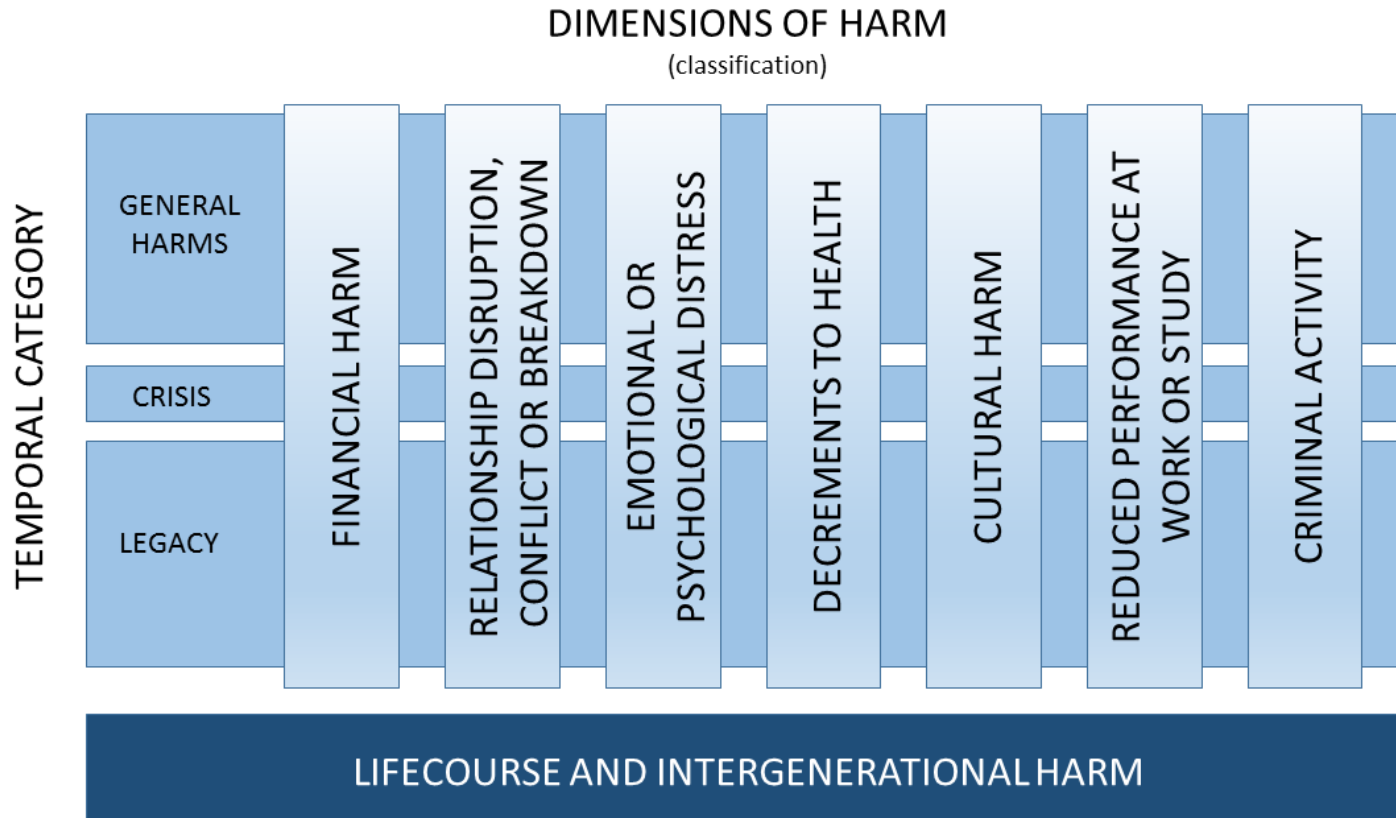 DIMENSIONS OF HARM
(classification)
TEMPORAL CATEGORY
GENERAL
HARMS
CRISIS
LEGACY
FINANCIAL HARM
RELATIONSHIP DISRUPTION,
CONFLICT OR BREAKDOWN
EMOTIONAL OR
PSYCHOLOGICAL DISTRESS
DECREMENTS TO HEALTH
CULTURAL HARM
REDUCED PERFORMANCE AT
WORK OR STUDY
CRIMINAL ACTIVITY
LIFECOURSE AND INTERGENERATIONAL HARM